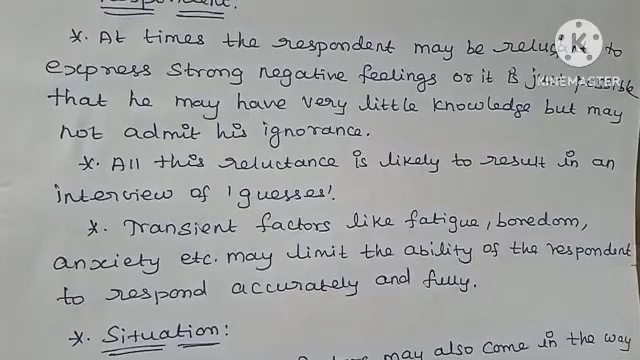 Respondent:
*. At times the respondent may be reluctant to
KINEMASTER
express strong negative feelings or it is just possible
that he may have very little knowledge but may
not admit his ignorance.
*. All this reluctance is likely to result in an
interview of 'guesses'.
*. Transient factors like fatigue, boredom,
anxiety etc. may limit the ability of the respondent
to respond accurately and fully.
*. Situation:
may also come in the way